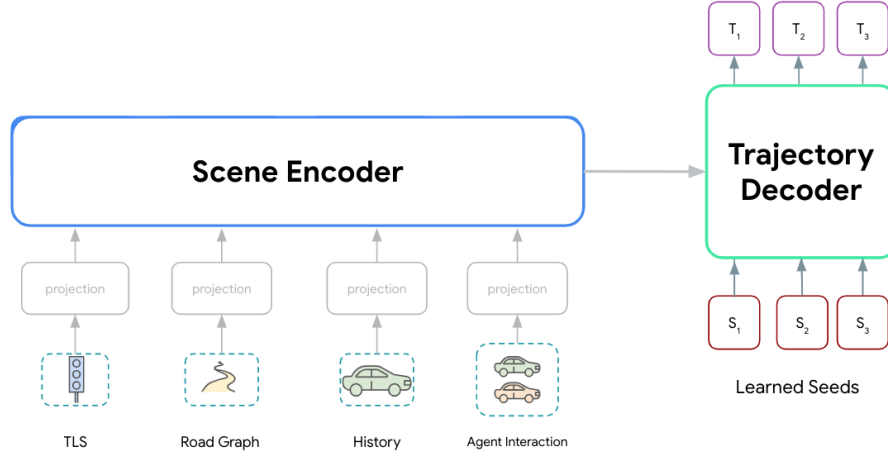 T₁ T₂ T₃
Scene Encoder
Trajectory
Decoder
projection projection projection projection
S₁ S₂ S₃
Learned Seeds
TLS Road Graph History Agent Interaction